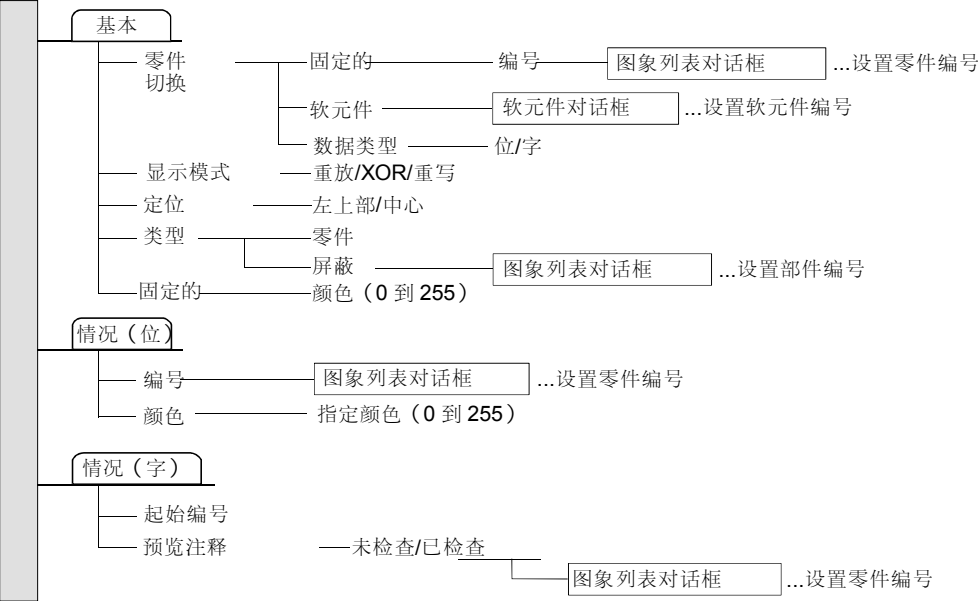 基本
零件 固定的 编号 图象列表对话框 ...设置零件编号
切换
软元件 软元件对话框 ...设置软元件编号
数据类型 位/字
显示模式 重放/XOR/重写
定位 左上部/中心
类型 零件
屏蔽 图象列表对话框 ...设置部件编号
固定的 颜色（0 到 255）
情况（位）
编号 图象列表对话框 ...设置零件编号
颜色 指定颜色（0 到 255）
情况（字）
起始编号
预览注释 未检查/已检查
图象列表对话框 ...设置零件编号